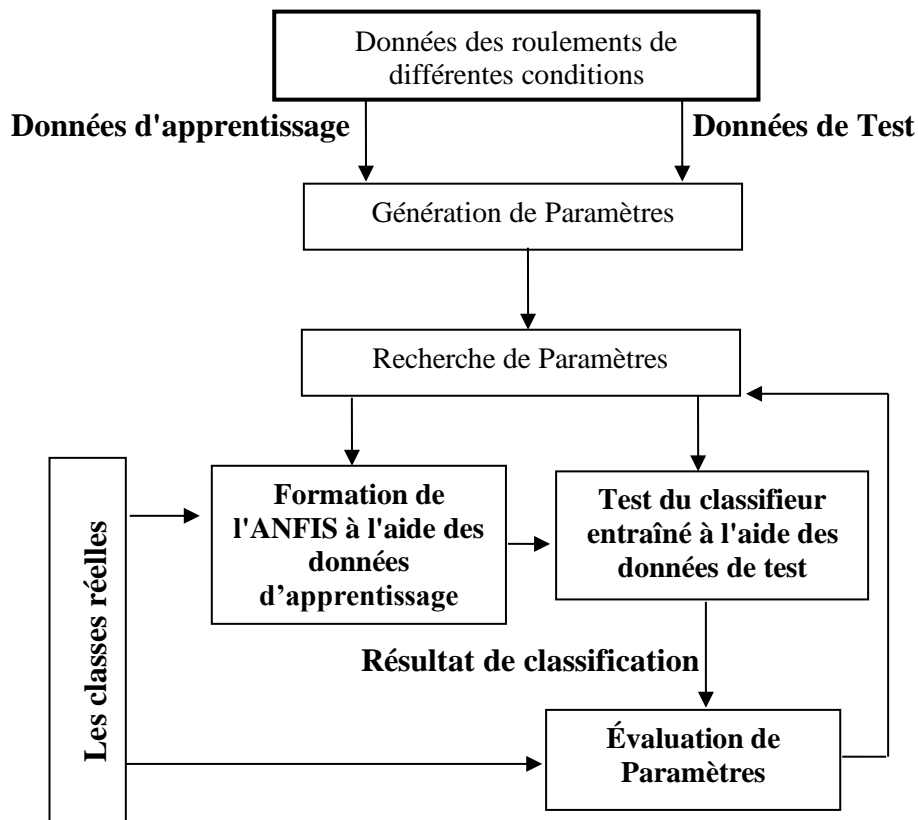 Données des roulements de
différentes conditions
Données d'apprentissage
Données de Test
Génération de Paramètres
Recherche de Paramètres
Les classes réelles
Formation de
l'ANFIS à l'aide des
données
d’apprentissage
Test du classifieur
entraîné à l'aide des
données de test
Résultat de classification
Évaluation de
Paramètres